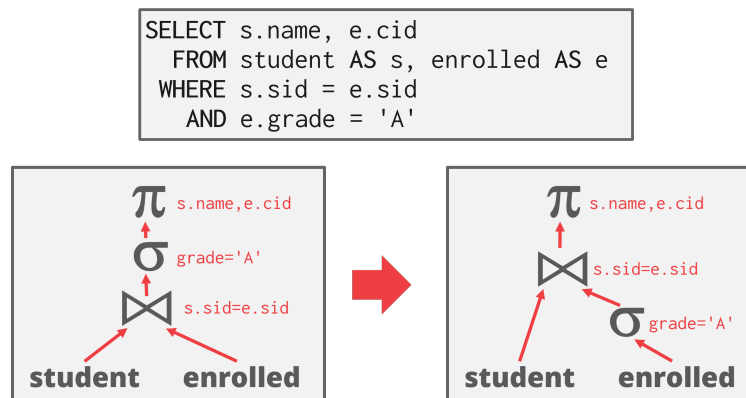 SELECT s.name, e.cid
FROM student AS s, enrolled AS e
WHERE s.sid = e.sid
AND e.grade = 'A'
π s.name,e.cid
σ grade='A'
⋈ s.sid=e.sid
student enrolled
π s.name,e.cid
⋈ s.sid=e.sid
σ grade='A'
student enrolled